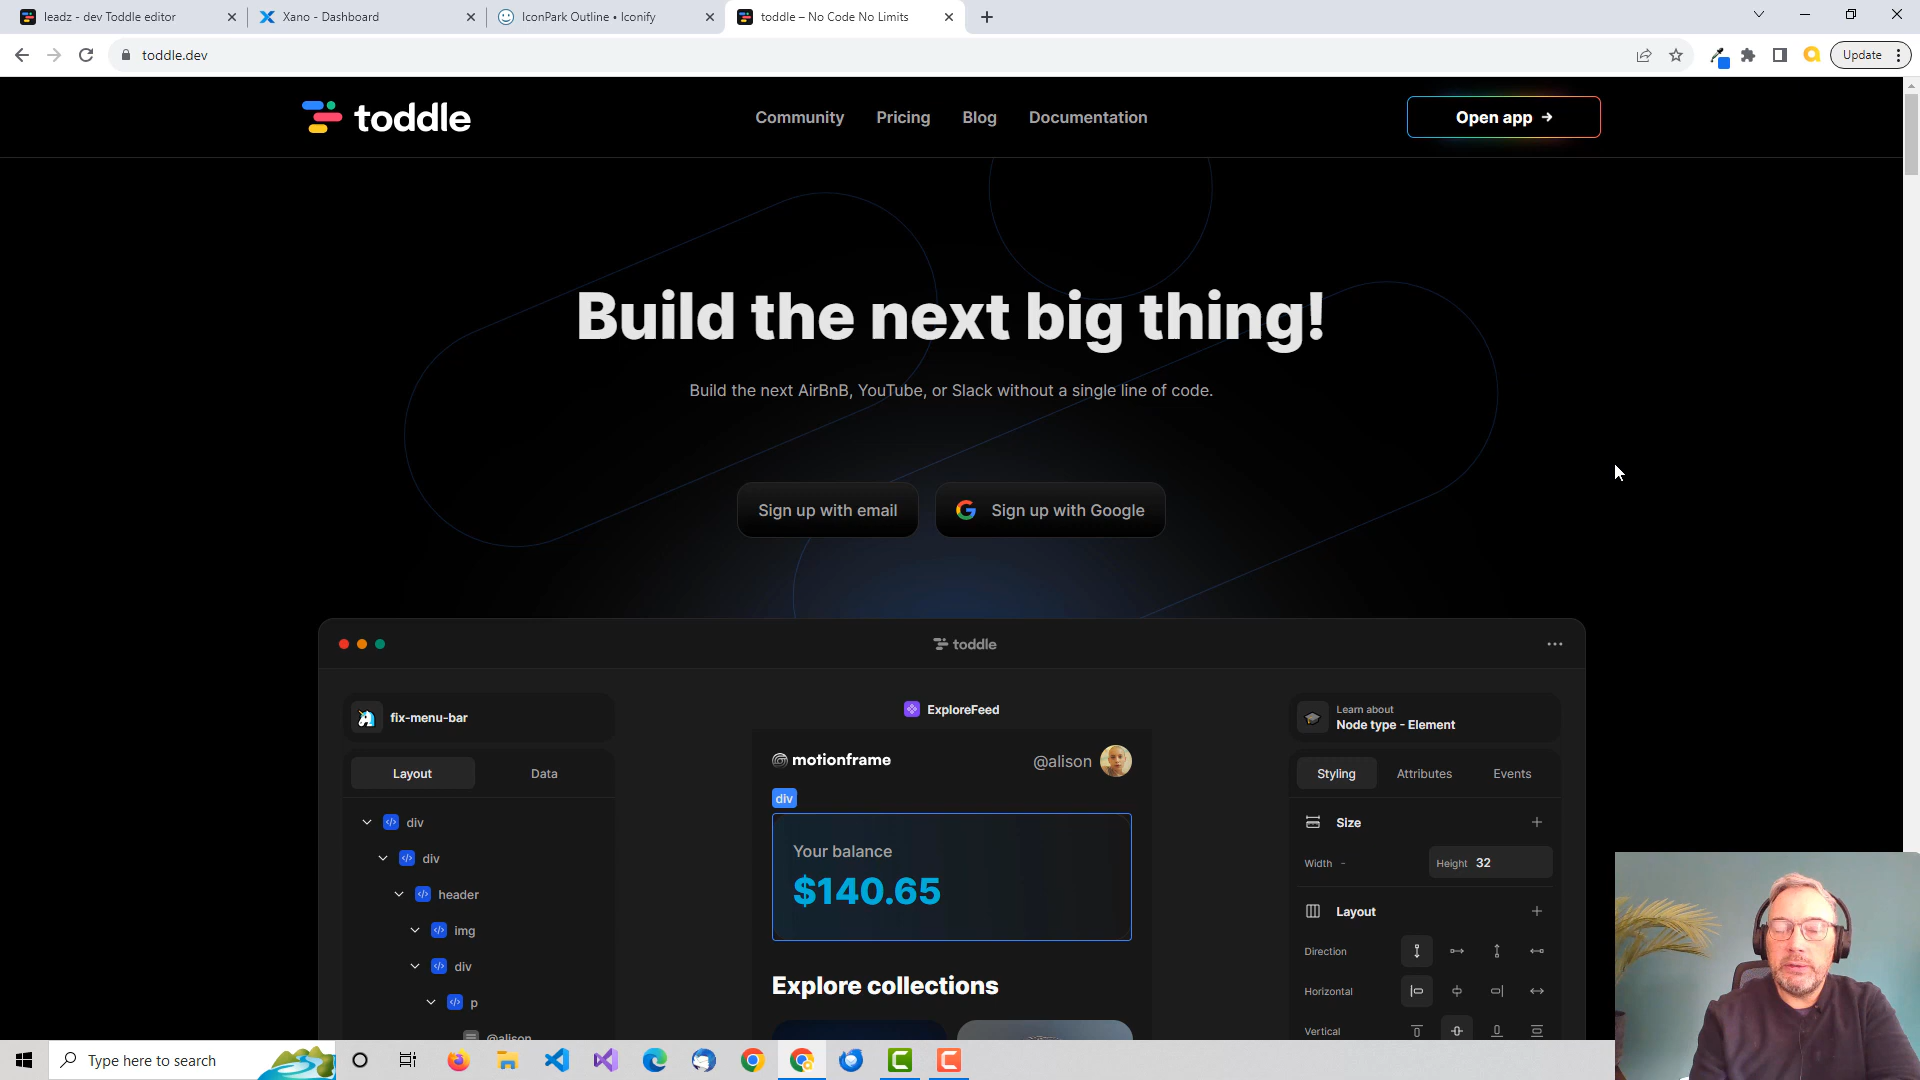 leadz - dev Toddle editor
Xano - Dashboard
IconPark Outline • Iconify
toddle – No Code No Limits
toddle.dev
Update
toddle
Community
Pricing
Blog
Documentation
Open app →
Build the next big thing!
Build the next AirBnB, YouTube, or Slack without a single line of code.
Sign up with email
Sign up with Google
toddle
fix-menu-bar
ExploreFeed
Learn about
Node type - Element
Layout
Data
motionframe
@alison
Styling
Attributes
Events
div
div
Size
div
Your balance
Width -
Height 32
$140.65
header
Layout
img
Direction
div
Explore collections
Horizontal
p
Vertical
@alison
Type here to search